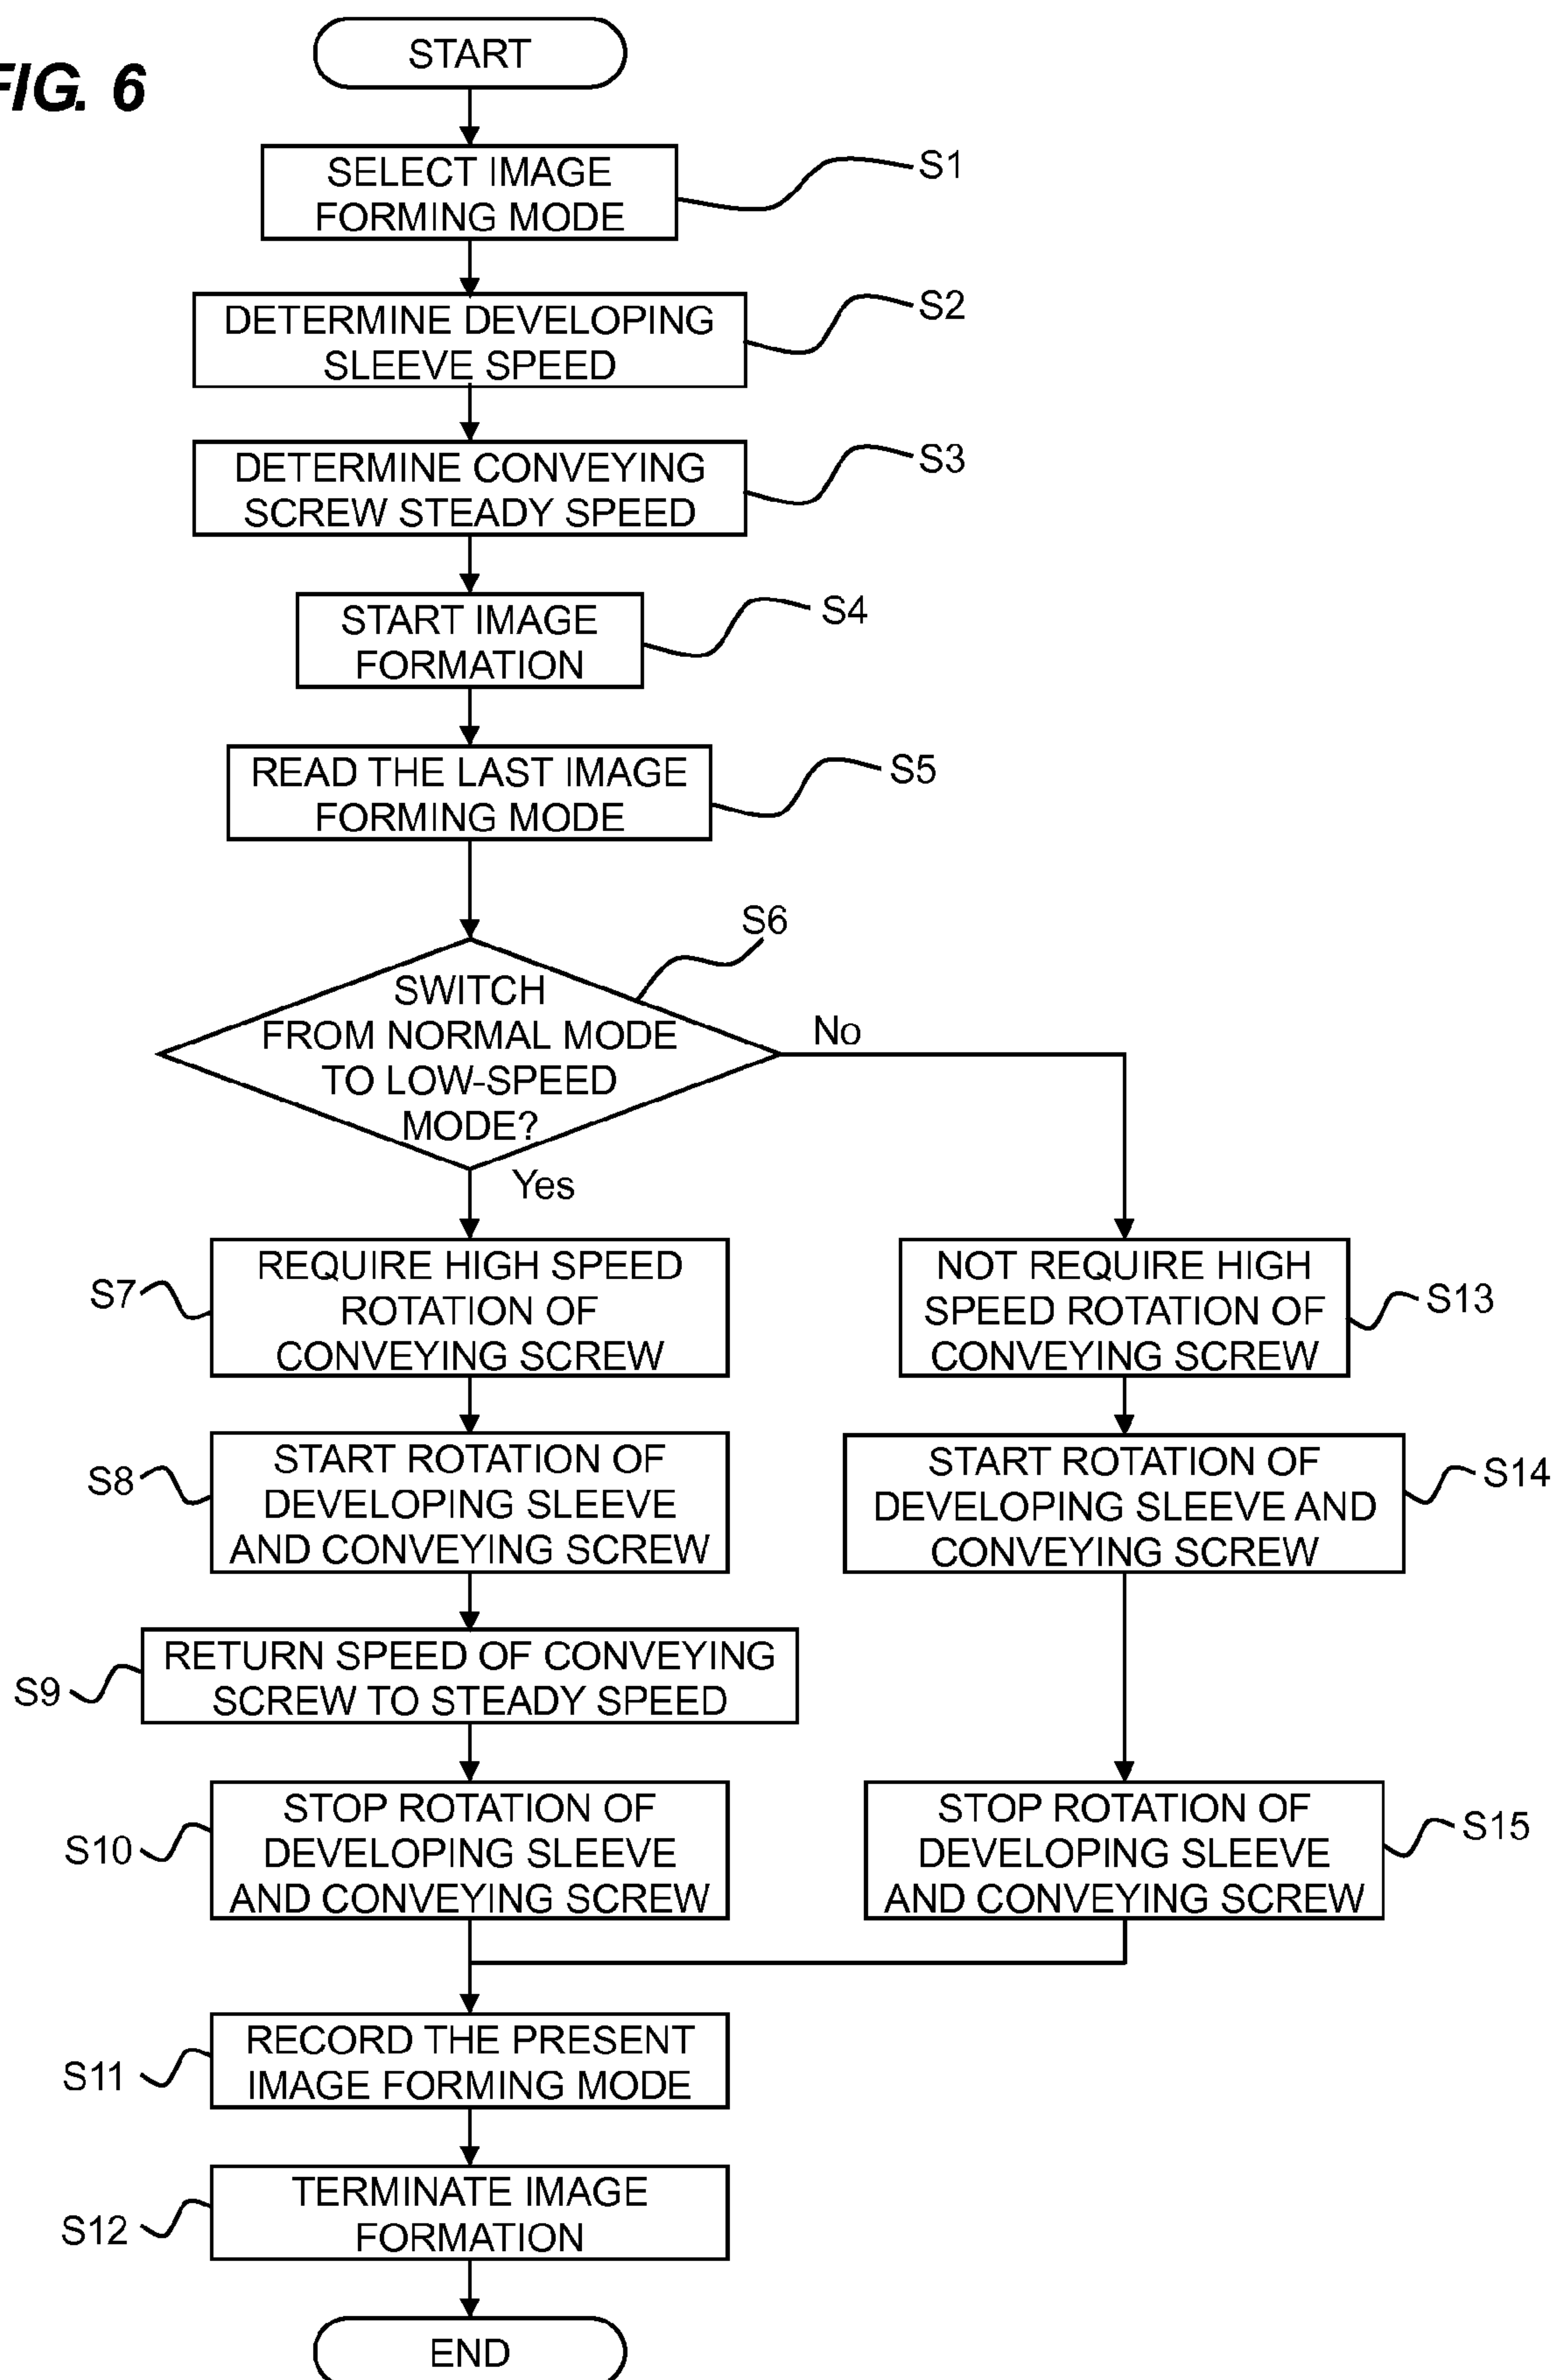 FIG. 6
START
SELECT IMAGE
FORMING MODE
S1
DETERMINE DEVELOPING
SLEEVE SPEED
S2
DETERMINE CONVEYING
SCREW STEADY SPEED
S3
START IMAGE
FORMATION
S4
READ THE LAST IMAGE
FORMING MODE
S5
S6
SWITCH
FROM NORMAL MODE
TO LOW-SPEED
MODE?
No
Yes
S7
REQUIRE HIGH SPEED
ROTATION OF
CONVEYING SCREW
NOT REQUIRE HIGH
SPEED ROTATION OF
CONVEYING SCREW
S13
S8
START ROTATION OF
DEVELOPING SLEEVE
AND CONVEYING SCREW
START ROTATION OF
DEVELOPING SLEEVE AND
CONVEYING SCREW
S14
S9
RETURN SPEED OF CONVEYING
SCREW TO STEADY SPEED
S10
STOP ROTATION OF
DEVELOPING SLEEVE
AND CONVEYING SCREW
STOP ROTATION OF
DEVELOPING SLEEVE
AND CONVEYING SCREW
S15
S11
RECORD THE PRESENT
IMAGE FORMING MODE
S12
TERMINATE IMAGE
FORMATION
END